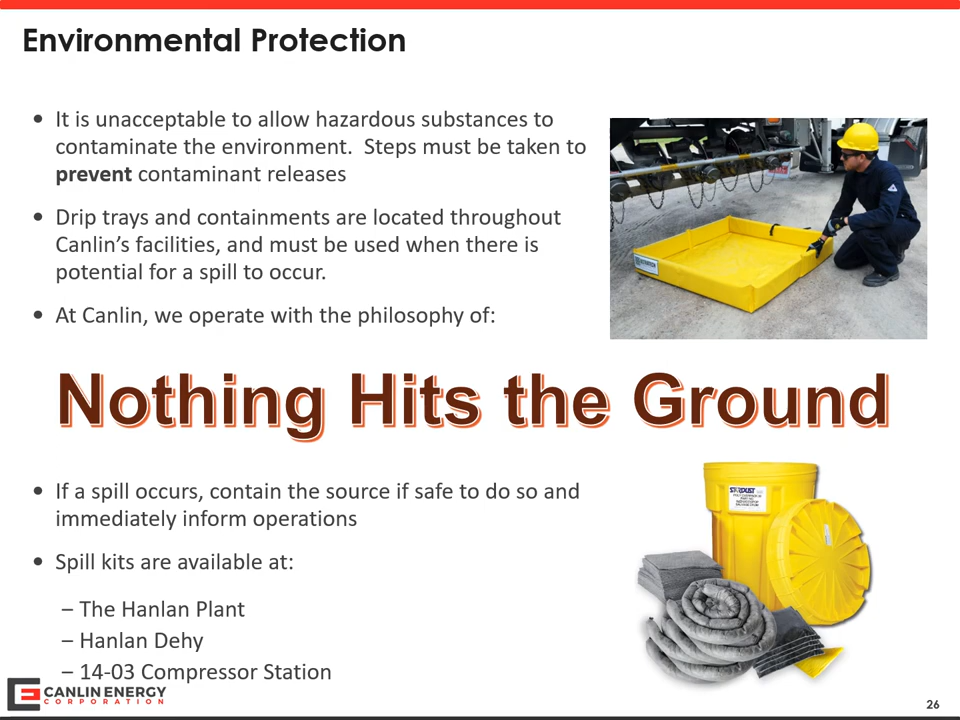 Environmental Protection
• It is unacceptable to allow hazardous substances to
contaminate the environment.  Steps must be taken to
prevent contaminant releases
• Drip trays and containments are located throughout
Canlin’s facilities, and must be used when there is
potential for a spill to occur.
• At Canlin, we operate with the philosophy of:
Nothing Hits the Ground
• If a spill occurs, contain the source if safe to do so and
immediately inform operations
STARDUST
• Spill kits are available at:
– The Hanlan Plant
– Hanlan Dehy
– 14-03 Compressor Station
CANLIN ENERGY
CORPORATION
26